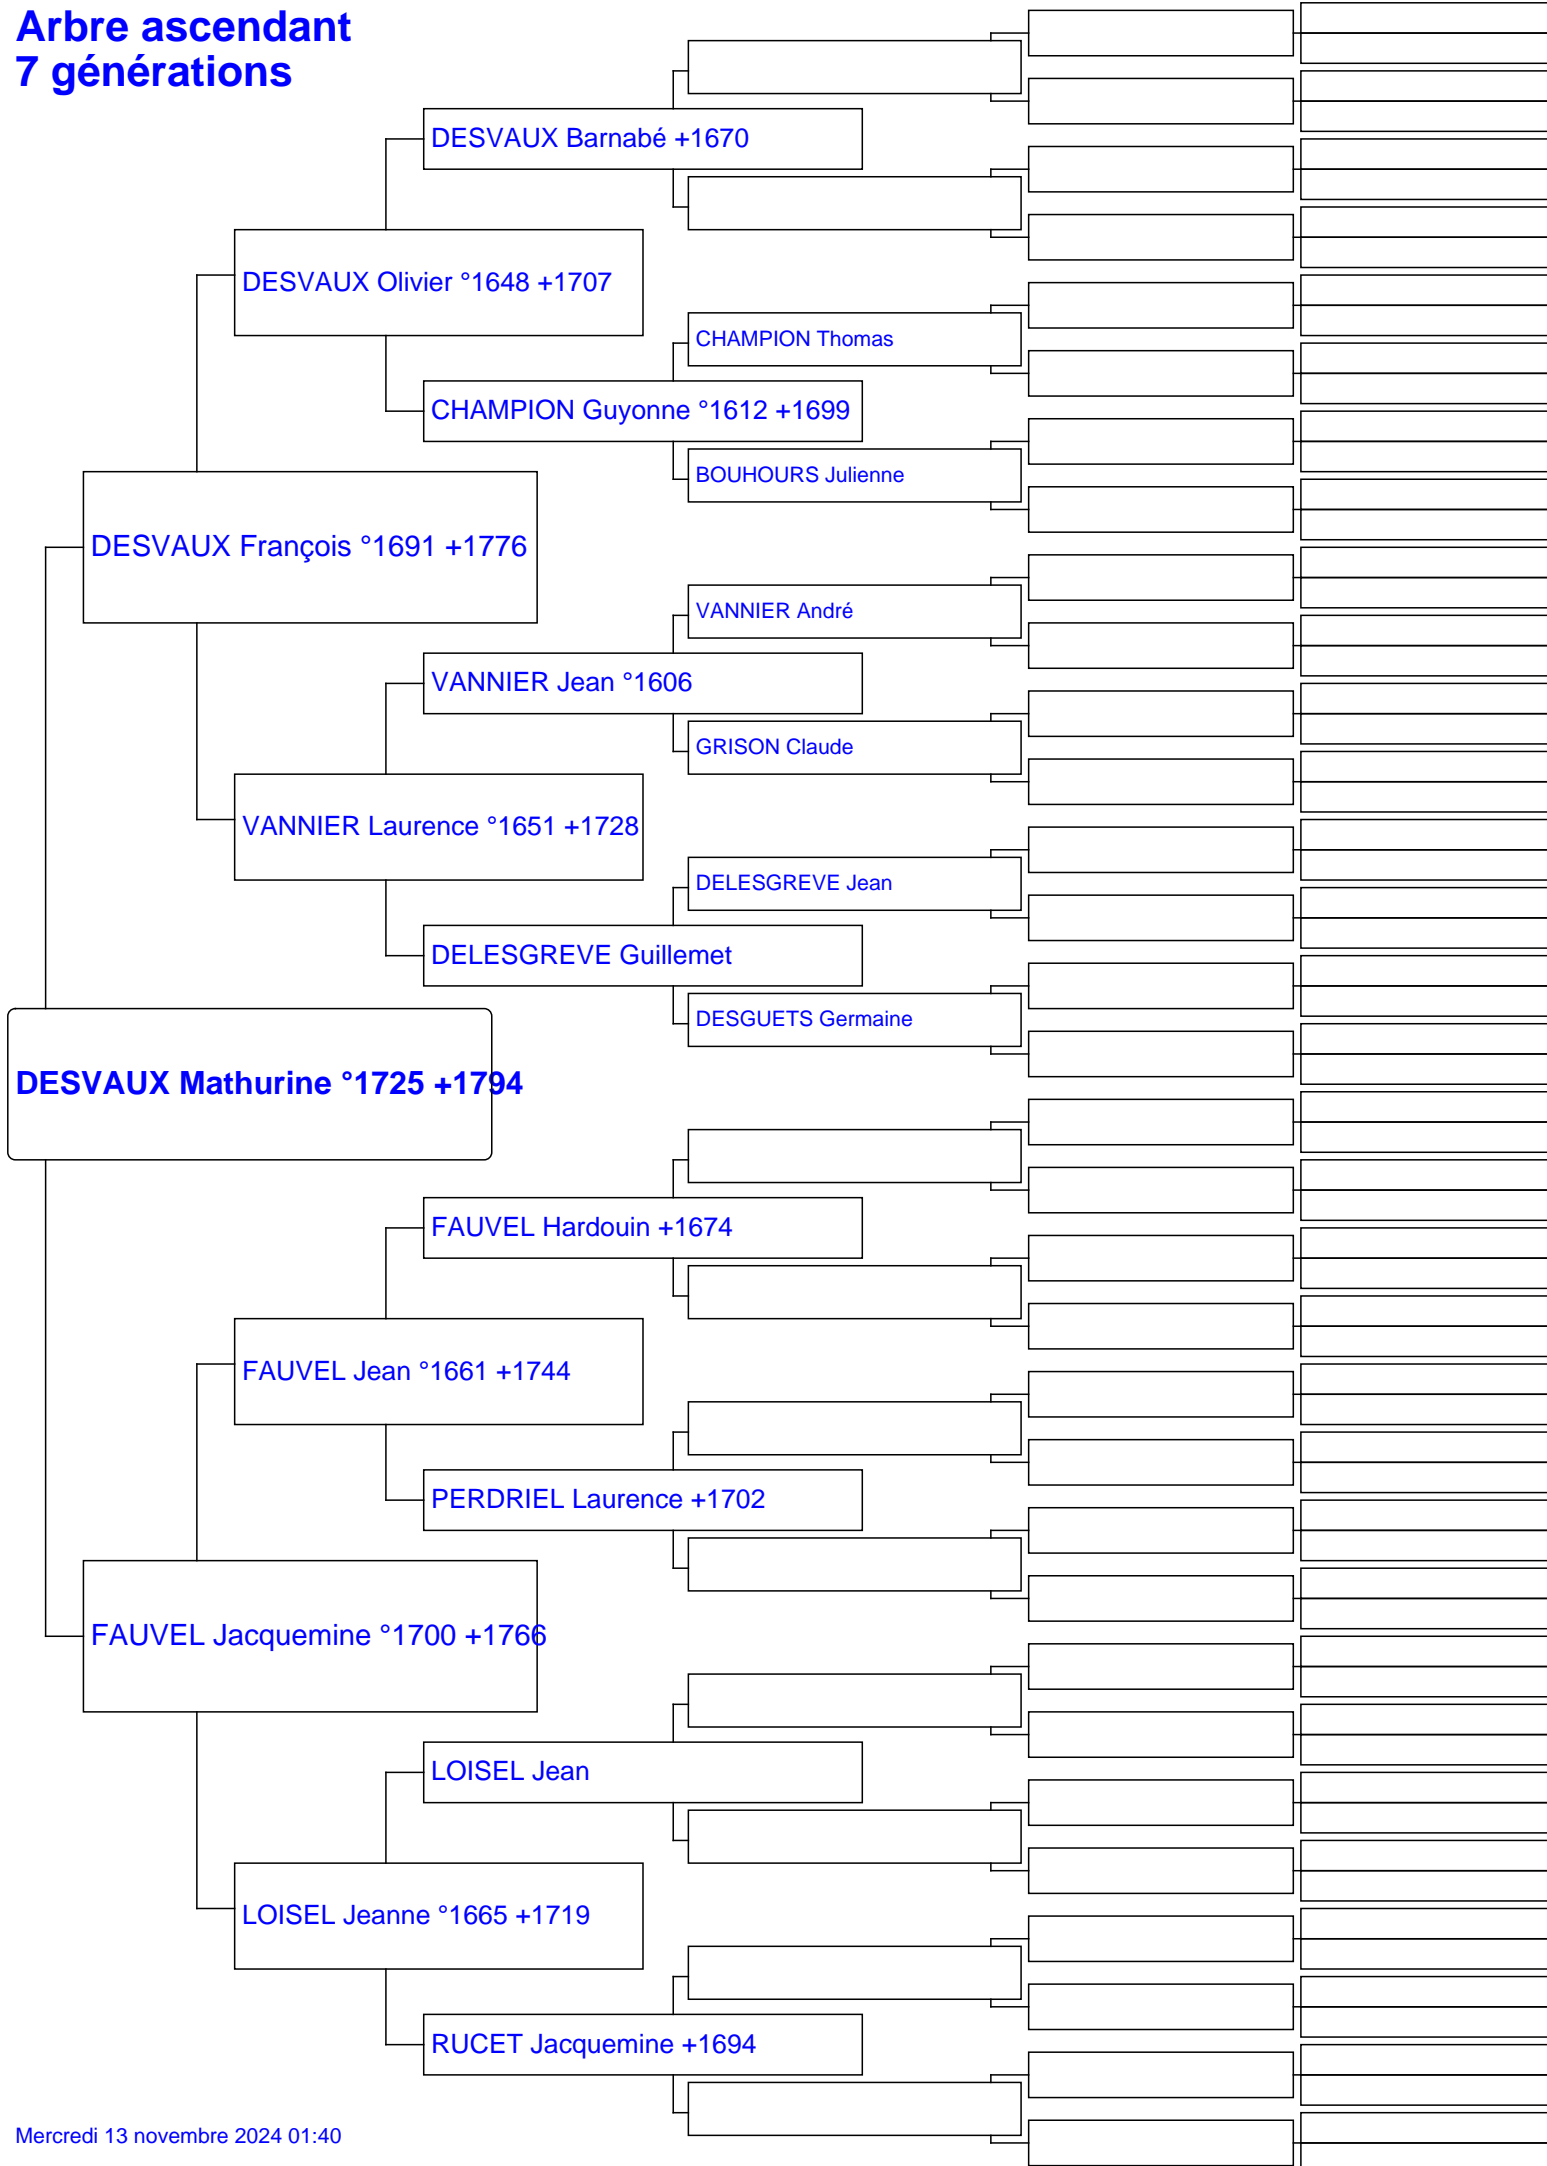 Arbre ascendant
7 générations
DESVAUX Barnabé +1670
DESVAUX Olivier °1648 +1707
CHAMPION Thomas
CHAMPION Guyonne °1612 +1699
BOUHOURS Julienne
DESVAUX François °1691 +1776
VANNIER André
VANNIER Jean °1606
GRISON Claude
VANNIER Laurence °1651 +1728
DELESGREVE Jean
DELESGREVE Guillemet
DESGUETS Germaine
DESVAUX Mathurine °1725 +1794
FAUVEL Hardouin +1674
FAUVEL Jean °1661 +1744
PERDRIEL Laurence +1702
FAUVEL Jacquemine °1700 +1766
LOISEL Jean
LOISEL Jeanne °1665 +1719
RUCET Jacquemine +1694
Mercredi 13 novembre 2024 01:40